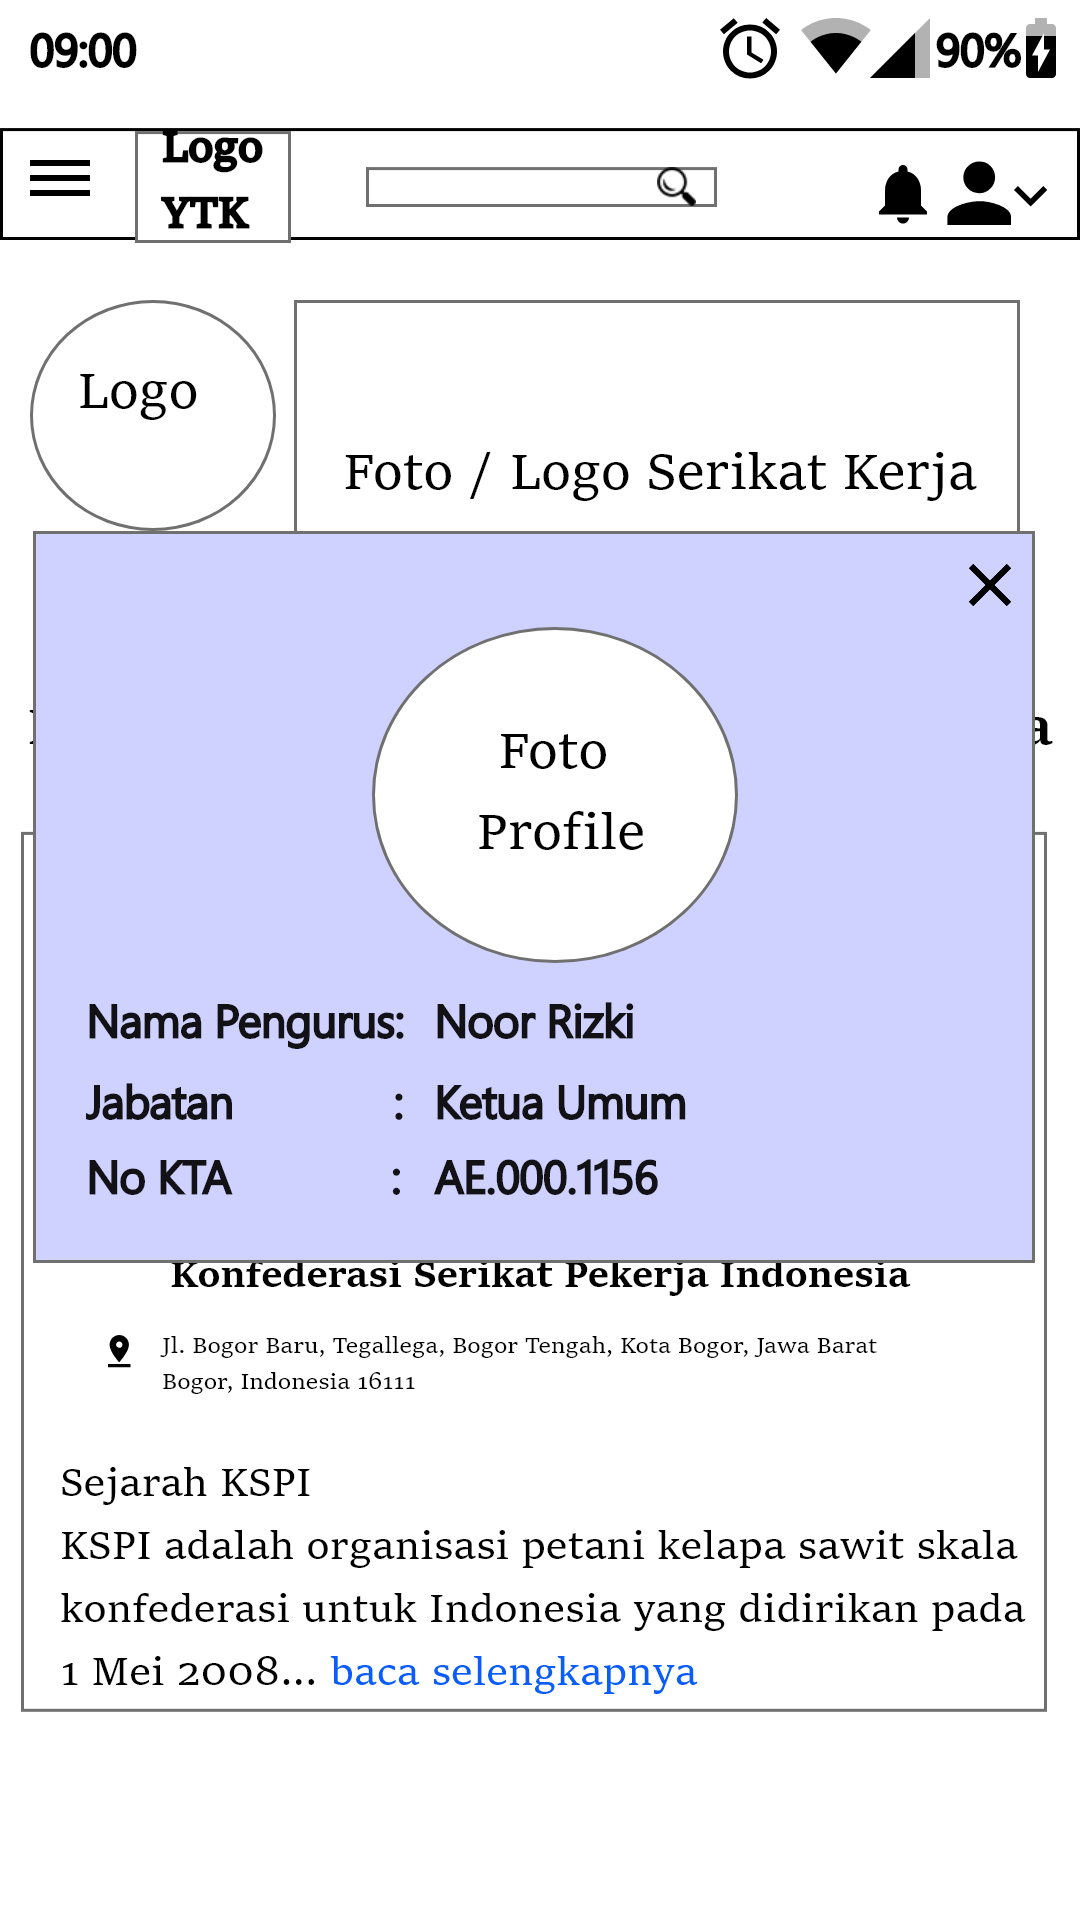 09:00 90%
Logo
YTK
Logo
Foto / Logo Serikat Kerja
a
Foto
Profile
Nama Pengurus: Noor Rizki
Jabatan : Ketua Umum
No KTA : AE.000.1156
Konfederasi Serikat Pekerja Indonesia
Jl. Bogor Baru, Tegallega, Bogor Tengah, Kota Bogor, Jawa Barat
Bogor, Indonesia 16111
Sejarah KSPI
KSPI adalah organisasi petani kelapa sawit skala
konfederasi untuk Indonesia yang didirikan pada
1 Mei 2008... baca selengkapnya